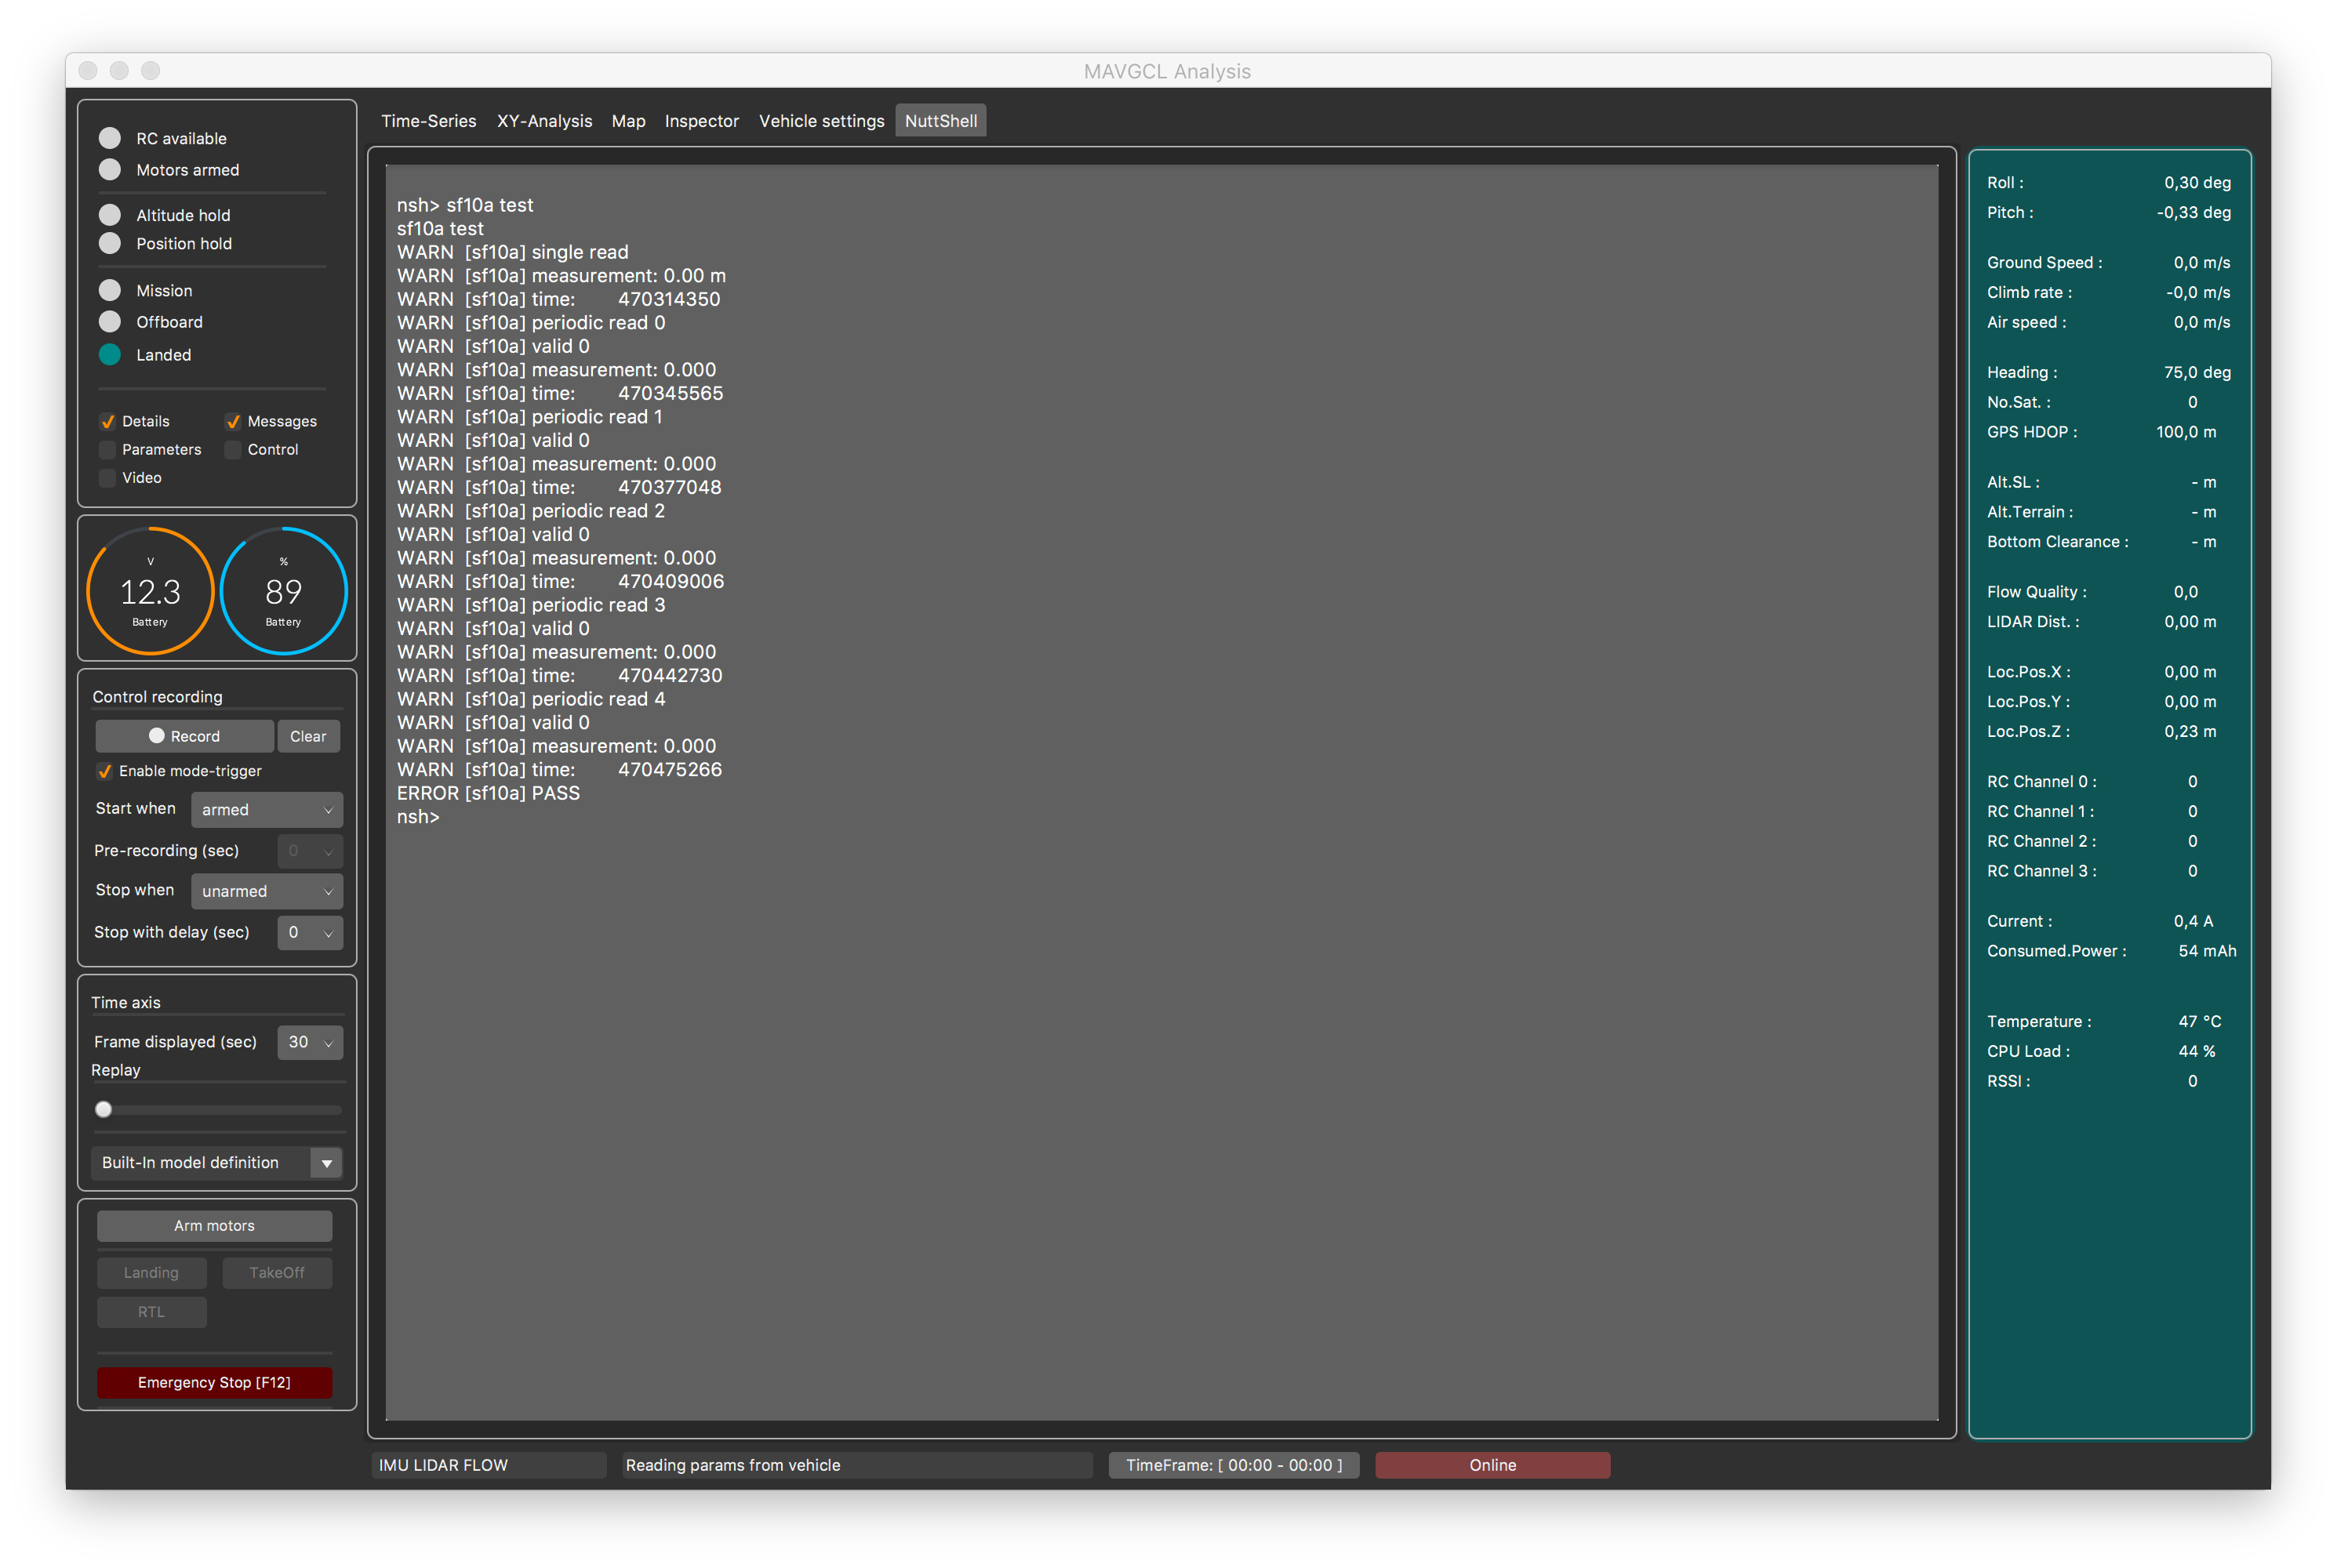 MAVGCL Analysis
RC available
Motors armed
Altitude hold
Position hold
Mission
Offboard
Landed
Details Messages
Parameters Control
Video
V
12.3
Battery
%
89
Battery
Control recording
Record Clear
Enable mode-trigger
Start when armed
Pre-recording (sec) 0
Stop when unarmed
Stop with delay (sec) 0
Time axis
Frame displayed (sec) 30
Replay
Built-In model definition
Arm motors
Landing TakeOff
RTL
Emergency Stop [F12]
Time-Series XY-Analysis Map Inspector Vehicle settings NuttShell
nsh> sf10a test
sf10a test
WARN [sf10a] single read
WARN [sf10a] measurement: 0.00 m
WARN [sf10a] time: 470314350
WARN [sf10a] periodic read 0
WARN [sf10a] valid 0
WARN [sf10a] measurement: 0.000
WARN [sf10a] time: 470345565
WARN [sf10a] periodic read 1
WARN [sf10a] valid 0
WARN [sf10a] measurement: 0.000
WARN [sf10a] time: 470377048
WARN [sf10a] periodic read 2
WARN [sf10a] valid 0
WARN [sf10a] measurement: 0.000
WARN [sf10a] time: 470409006
WARN [sf10a] periodic read 3
WARN [sf10a] valid 0
WARN [sf10a] measurement: 0.000
WARN [sf10a] time: 470442730
WARN [sf10a] periodic read 4
WARN [sf10a] valid 0
WARN [sf10a] measurement: 0.000
WARN [sf10a] time: 470475266
ERROR [sf10a] PASS
nsh>
Roll : 0,30 deg
Pitch : -0,33 deg
Ground Speed : 0,0 m/s
Climb rate : -0,0 m/s
Air speed : 0,0 m/s
Heading : 75,0 deg
No.Sat. : 0
GPS HDOP : 100,0 m
Alt.SL : - m
Alt.Terrain : - m
Bottom Clearance : - m
Flow Quality : 0,0
LIDAR Dist. : 0,00 m
Loc.Pos.X : 0,00 m
Loc.Pos.Y : 0,00 m
Loc.Pos.Z : 0,23 m
RC Channel 0 : 0
RC Channel 1 : 0
RC Channel 2 : 0
RC Channel 3 : 0
Current : 0,4 A
Consumed.Power : 54 mAh
Temperature : 47 °C
CPU Load : 44 %
RSSI : 0
IMU LIDAR FLOW Reading params from vehicle TimeFrame: [ 00:00 - 00:00 ] Online